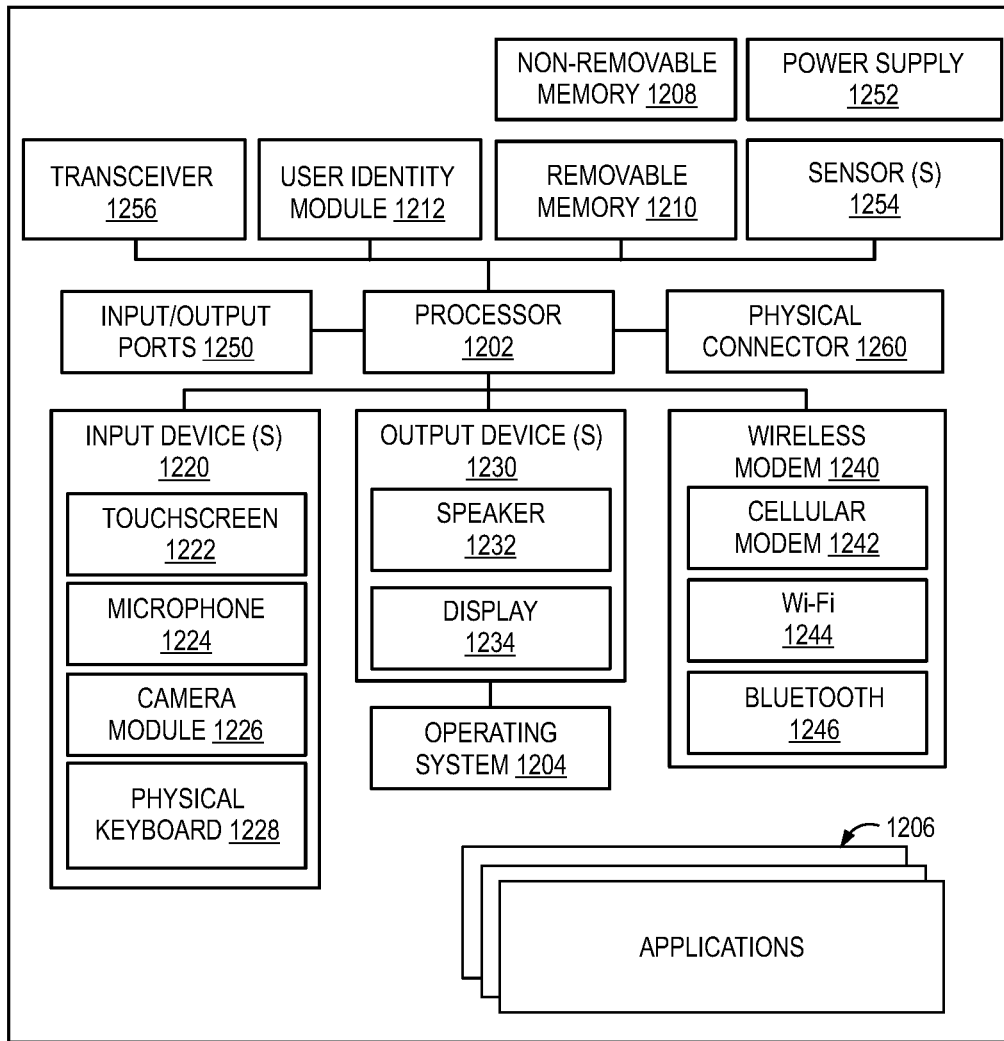 NON-REMOVABLE
MEMORY 1208
POWER SUPPLY
1252
TRANSCEIVER
1256
USER IDENTITY
MODULE 1212
REMOVABLE
MEMORY 1210
SENSOR (S)
1254
INPUT/OUTPUT
PORTS 1250
PROCESSOR
1202
PHYSICAL
CONNECTOR 1260
INPUT DEVICE (S)
1220
TOUCHSCREEN
1222
MICROPHONE
1224
CAMERA
MODULE 1226
PHYSICAL
KEYBOARD 1228
OUTPUT DEVICE (S)
1230
SPEAKER
1232
DISPLAY
1234
OPERATING
SYSTEM 1204
WIRELESS
MODEM 1240
CELLULAR
MODEM 1242
Wi-Fi
1244
BLUETOOTH
1246
1206
APPLICATIONS